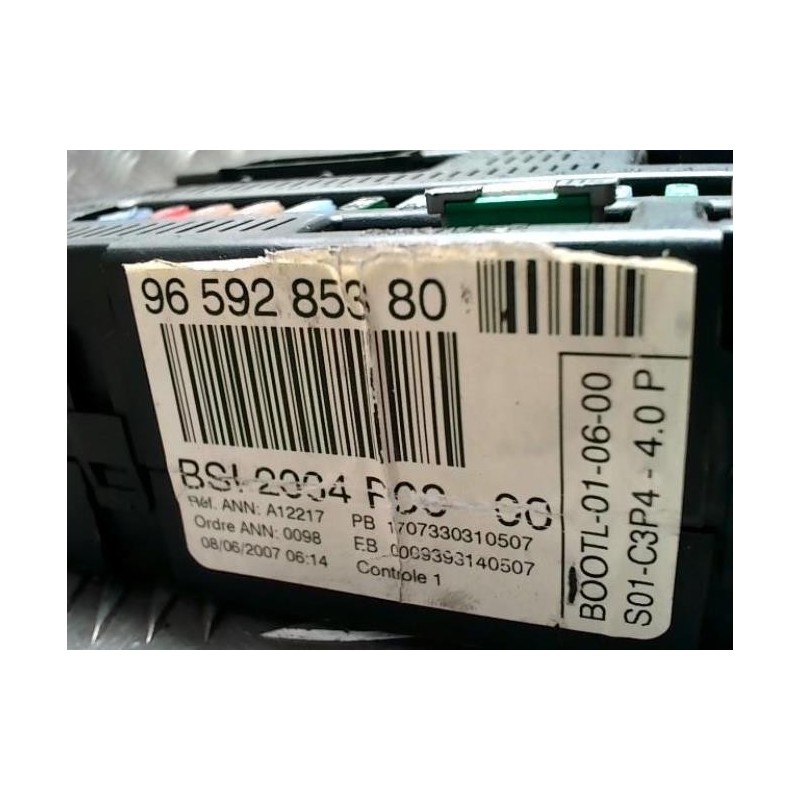 96 592 853 80
BSI 2004 P00 00
Réf. ANN: A12217
Ordre ANN: 0098
08/06/2007 06:14
PB 1707330310507
EB 0009393140507
Controle 1
BOOTL-01-06-00
S01-C3P4 - 4.0 P